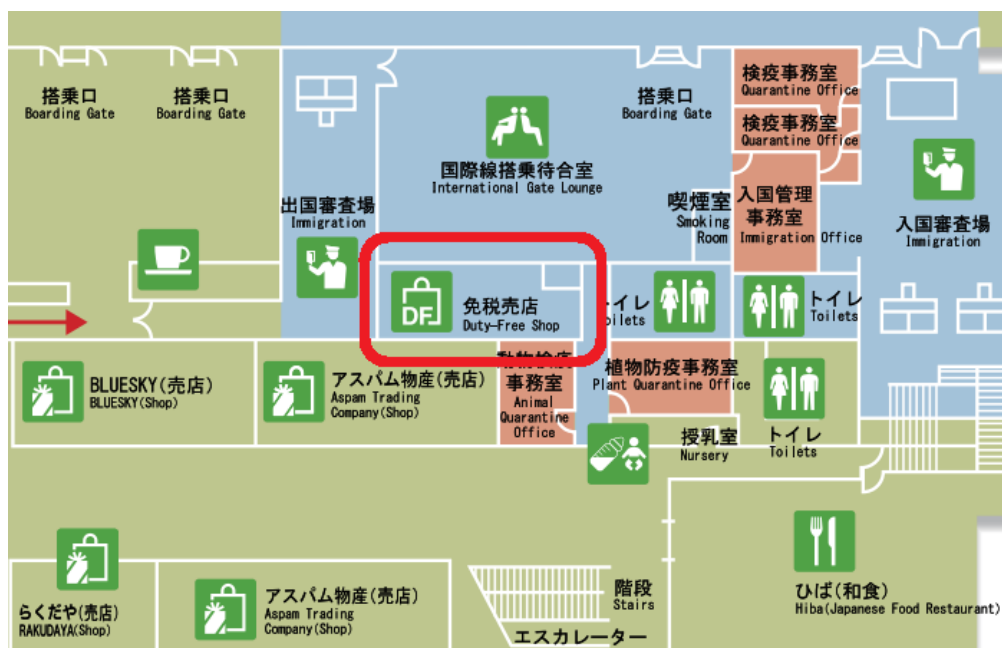 搭乗口
Boarding Gate
搭乗口
Boarding Gate
国際線搭乗待合室
International Gate Lounge
搭乗口
Boarding Gate
検疫事務室
Quarantine Office
検疫事務室
Quarantine Office
出国審査場
Immigration
喫煙室
Smoking
Room
入国管理
事務室
Immigration Office
入国審査場
Immigration
DF
免税売店
Duty-Free Shop
トイレ
oilets
トイレ
Toilets
BLUESKY(売店)
BLUESKY(Shop)
アスパム物産(売店)
Aspam Trading
Company(Shop)
動物検疫
事務室
Animal
Quarantine
Office
植物防疫事務室
Plant Quarantine Office
授乳室
Nursery
トイレ
Toilets
らくだや(売店)
RAKUDAYA(Shop)
アスパム物産(売店)
Aspam Trading
Company(Shop)
階段
Stairs
エスカレーター
ひば(和食)
Hiba(Japanese Food Restaurant)